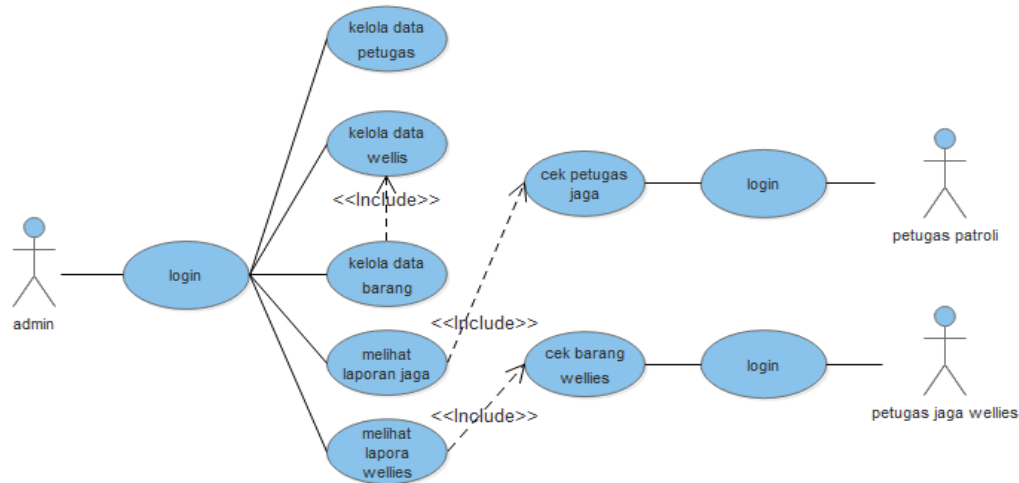 kelola data
petugas
kelola data
wellis
<<Include>>
kelola data
barang
login
admin
melihat
laporan jaga
melihat
lapora
wellies
cek petugas
jaga
login
petugas patroli
<<Include>>
cek barang
wellies
login
petugas jaga wellies
<<Include>>